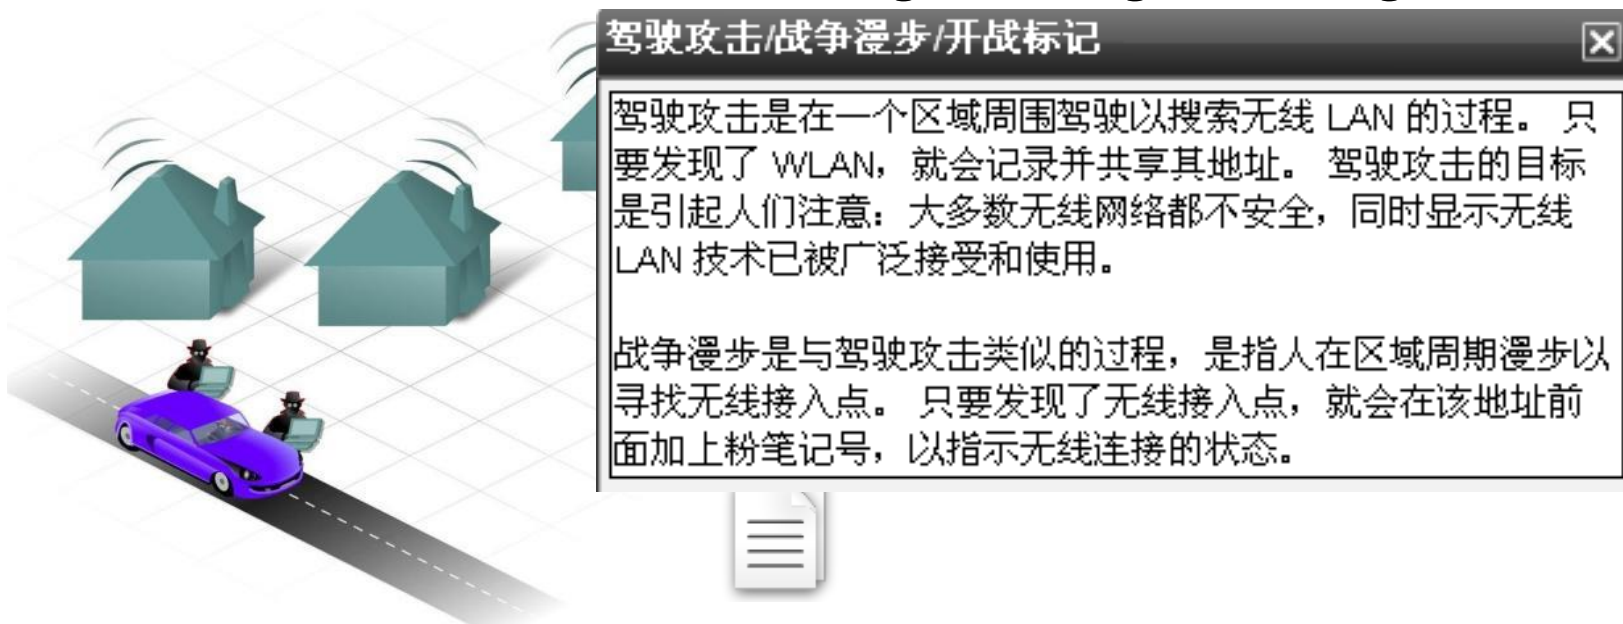 驾驶攻击/战争漫步/开战标记
驾驶攻击是在一个区域周围驾驶以搜索无线 LAN 的过程。 只
要发现了 WLAN，就会记录并共享其地址。 驾驶攻击的目标
是引起人们注意：大多数无线网络都不安全，同时显示无线
LAN 技术已被广泛接受和使用。
战争漫步是与驾驶攻击类似的过程，是指人在区域周期漫步以
寻找无线接入点。 只要发现了无线接入点，就会在该地址前
面加上粉笔记号，以指示无线连接的状态。